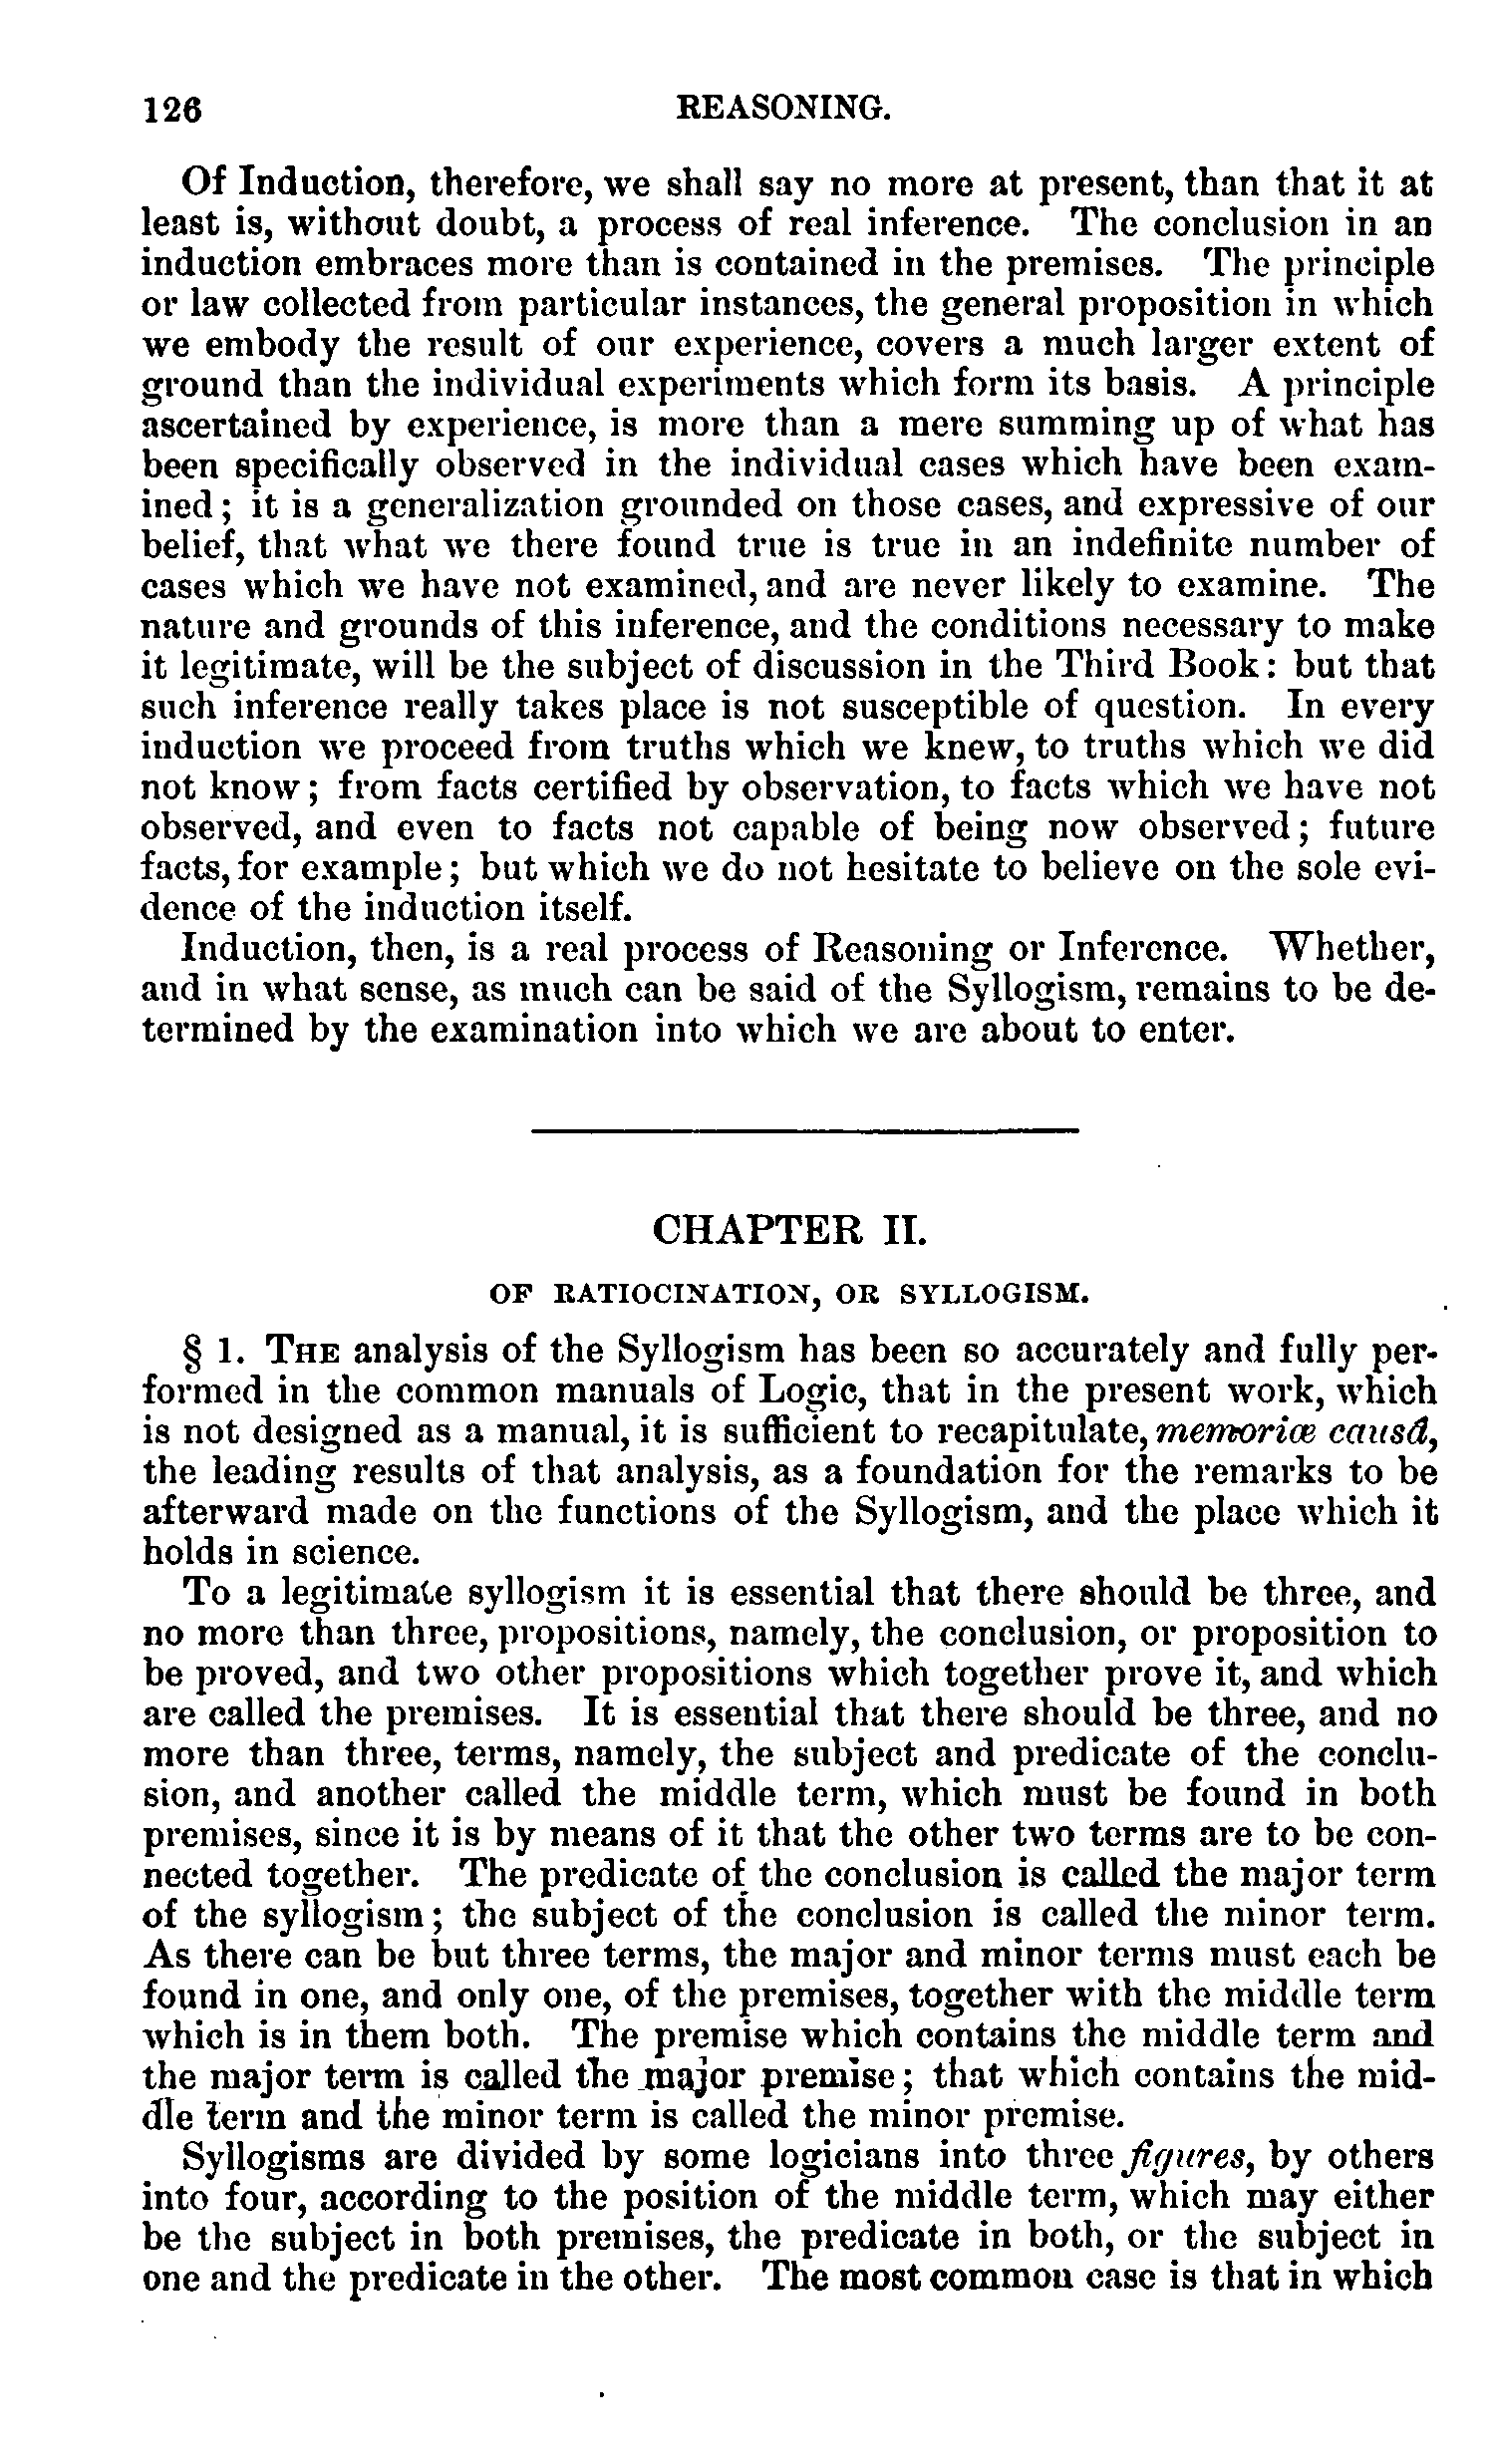 126 REASONING.
Of Induction, therefore, we shall say no more at present, than that it at
least is, without doubt, a process of real inference. The conclusion in an
induction embraces more than is contained in the premises. The principle
or law collected from particular instances, the general proposition in which
we embody the result of our experience, covers a much larger extent of
ground than the individual experiments which form its basis. A principle
ascertained by experience, is more than a mere summing up of what has
been specifically observed in the individual cases which have been exam-
ined; it is a generalization grounded on those cases, and expressive of our
belief, that what we there found true is true in an indefinite number of
cases which we have not examined, and are never likely to examine. The
nature and grounds of this inference, and the conditions necessary to make
it legitimate, will be the subject of discussion in the Third Book: but that
such inference really takes place is not susceptible of question. In every
induction we proceed from truths which we knew, to truths which we did
not know; from facts certified by observation, to facts which we have not
observed, and even to facts not capable of being now observed; future
facts, for example; but which we do not hesitate to believe on the sole evi-
dence of the induction itself.
Induction, then, is a real process of Reasoning or Inference. Whether,
and in what sense, as much can be said of the Syllogism, remains to be de-
termined by the examination into which we are about to enter.
CHAPTER II.
OF RATIOCINATION, OR SYLLOGISM.
§ 1. THE analysis of the Syllogism has been so accurately and fully per-
formed in the common manuals of Logic, that in the present work, which
is not designed as a manual, it is sufficient to recapitulate, memoriæ causâ,
the leading results of that analysis, as a foundation for the remarks to be
afterward made on the functions of the Syllogism, and the place which it
holds in science.
To a legitimate syllogism it is essential that there should be three, and
no more than three, propositions, namely, the conclusion, or proposition to
be proved, and two other propositions which together prove it, and which
are called the premises. It is essential that there should be three, and no
more than three, terms, namely, the subject and predicate of the conclu-
sion, and another called the middle term, which must be found in both
premises, since it is by means of it that the other two terms are to be con-
nected together. The predicate of the conclusion is called the major term
of the syllogism; the subject of the conclusion is called the minor term.
As there can be but three terms, the major and minor terms must each be
found in one, and only one, of the premises, together with the middle term
which is in them both. The premise which contains the middle term and
the major term is called the major premise; that which contains the mid-
dle term and the minor term is called the minor premise.
Syllogisms are divided by some logicians into three figures, by others
into four, according to the position of the middle term, which may either
be the subject in both premises, the predicate in both, or the subject in
one and the predicate in the other. The most common case is that in which